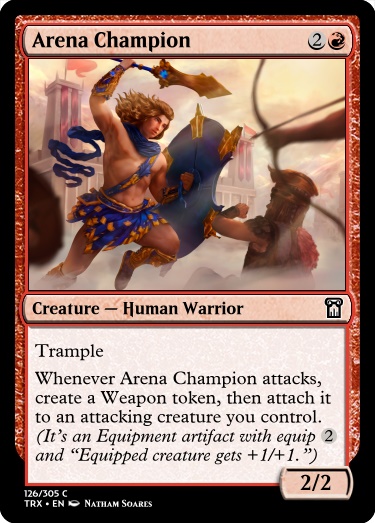 Arena Champion 2
Creature — Human Warrior
Trample
Whenever Arena Champion attacks,
create a Weapon token, then attach it
to an attacking creature you control.
(It's an Equipment artifact with equip 2
and “Equipped creature gets +1/+1.”)
2/2
126/305 C
TRX • EN Natham Soares